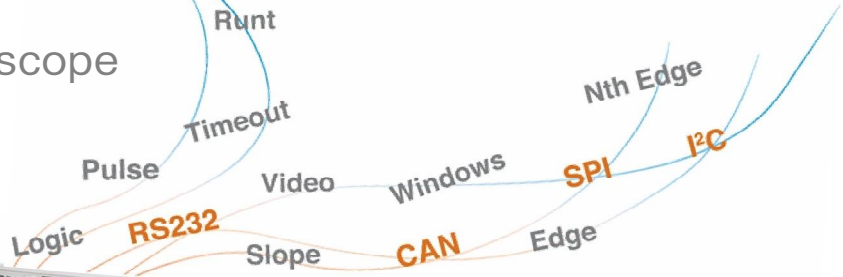 Runt
scope
Nth Edge
Timeout
I²C
Pulse
Video
Windows
SPI
RS232
Logic
Slope
CAN
Edge